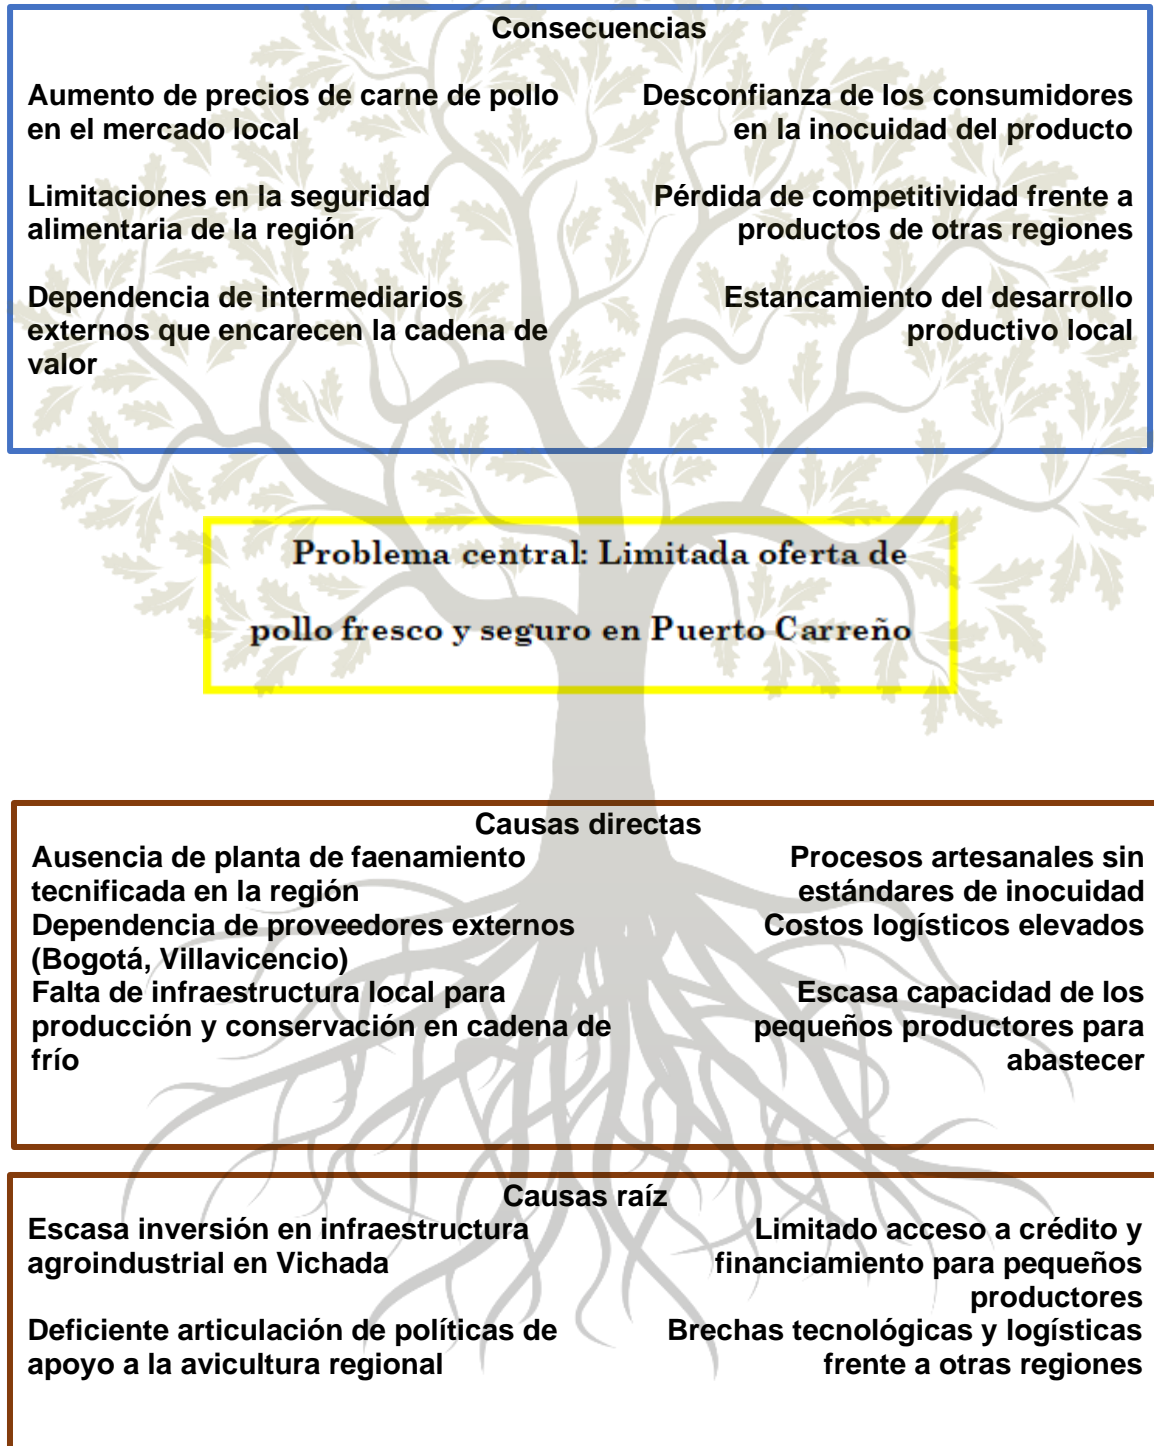 Consecuencias
Aumento de precios de carne de pollo
en el mercado local
Desconfianza de los consumidores
en la inocuidad del producto
Limitaciones en la seguridad
alimentaria de la región
Pérdida de competitividad frente a
productos de otras regiones
Dependencia de intermediarios
externos que encarecen la cadena de
valor
Estancamiento del desarrollo
productivo local
Problema central: Limitada oferta de
pollo fresco y seguro en Puerto Carreño
Causas directas
Ausencia de planta de faenamiento
tecnificada en la región
Procesos artesanales sin
estándares de inocuidad
Dependencia de proveedores externos
(Bogotá, Villavicencio)
Costos logísticos elevados
Falta de infraestructura local para
producción y conservación en cadena de
frío
Escasa capacidad de los
pequeños productores para
abastecer
Causas raíz
Escasa inversión en infraestructura
agroindustrial en Vichada
Limitado acceso a crédito y
financiamiento para pequeños
productores
Deficiente articulación de políticas de
apoyo a la avicultura regional
Brechas tecnológicas y logísticas
frente a otras regiones